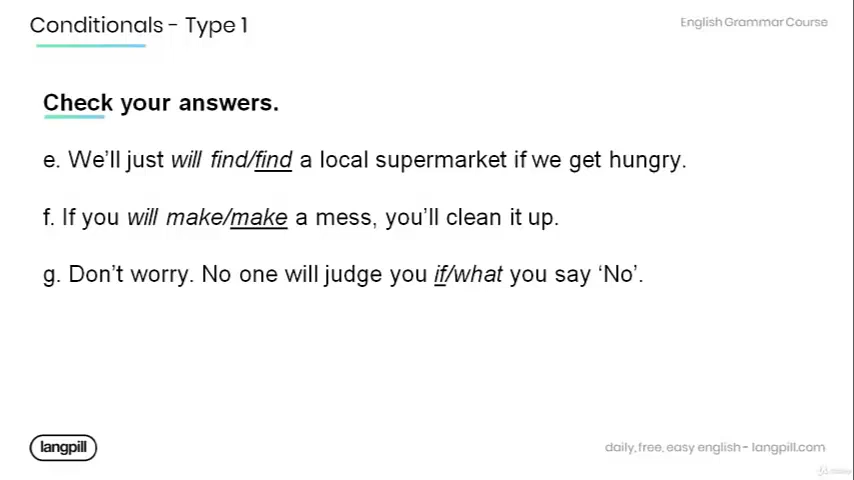 Conditionals - Type 1
English Grammar Course
Check your answers.
e. We'll just will find/find a local supermarket if we get hungry.
f. If you will make/make a mess, you'll clean it up.
g. Don't worry. No one will judge you if/what you say ‘No’.
langpill
daily, free, easy english - langpill.com